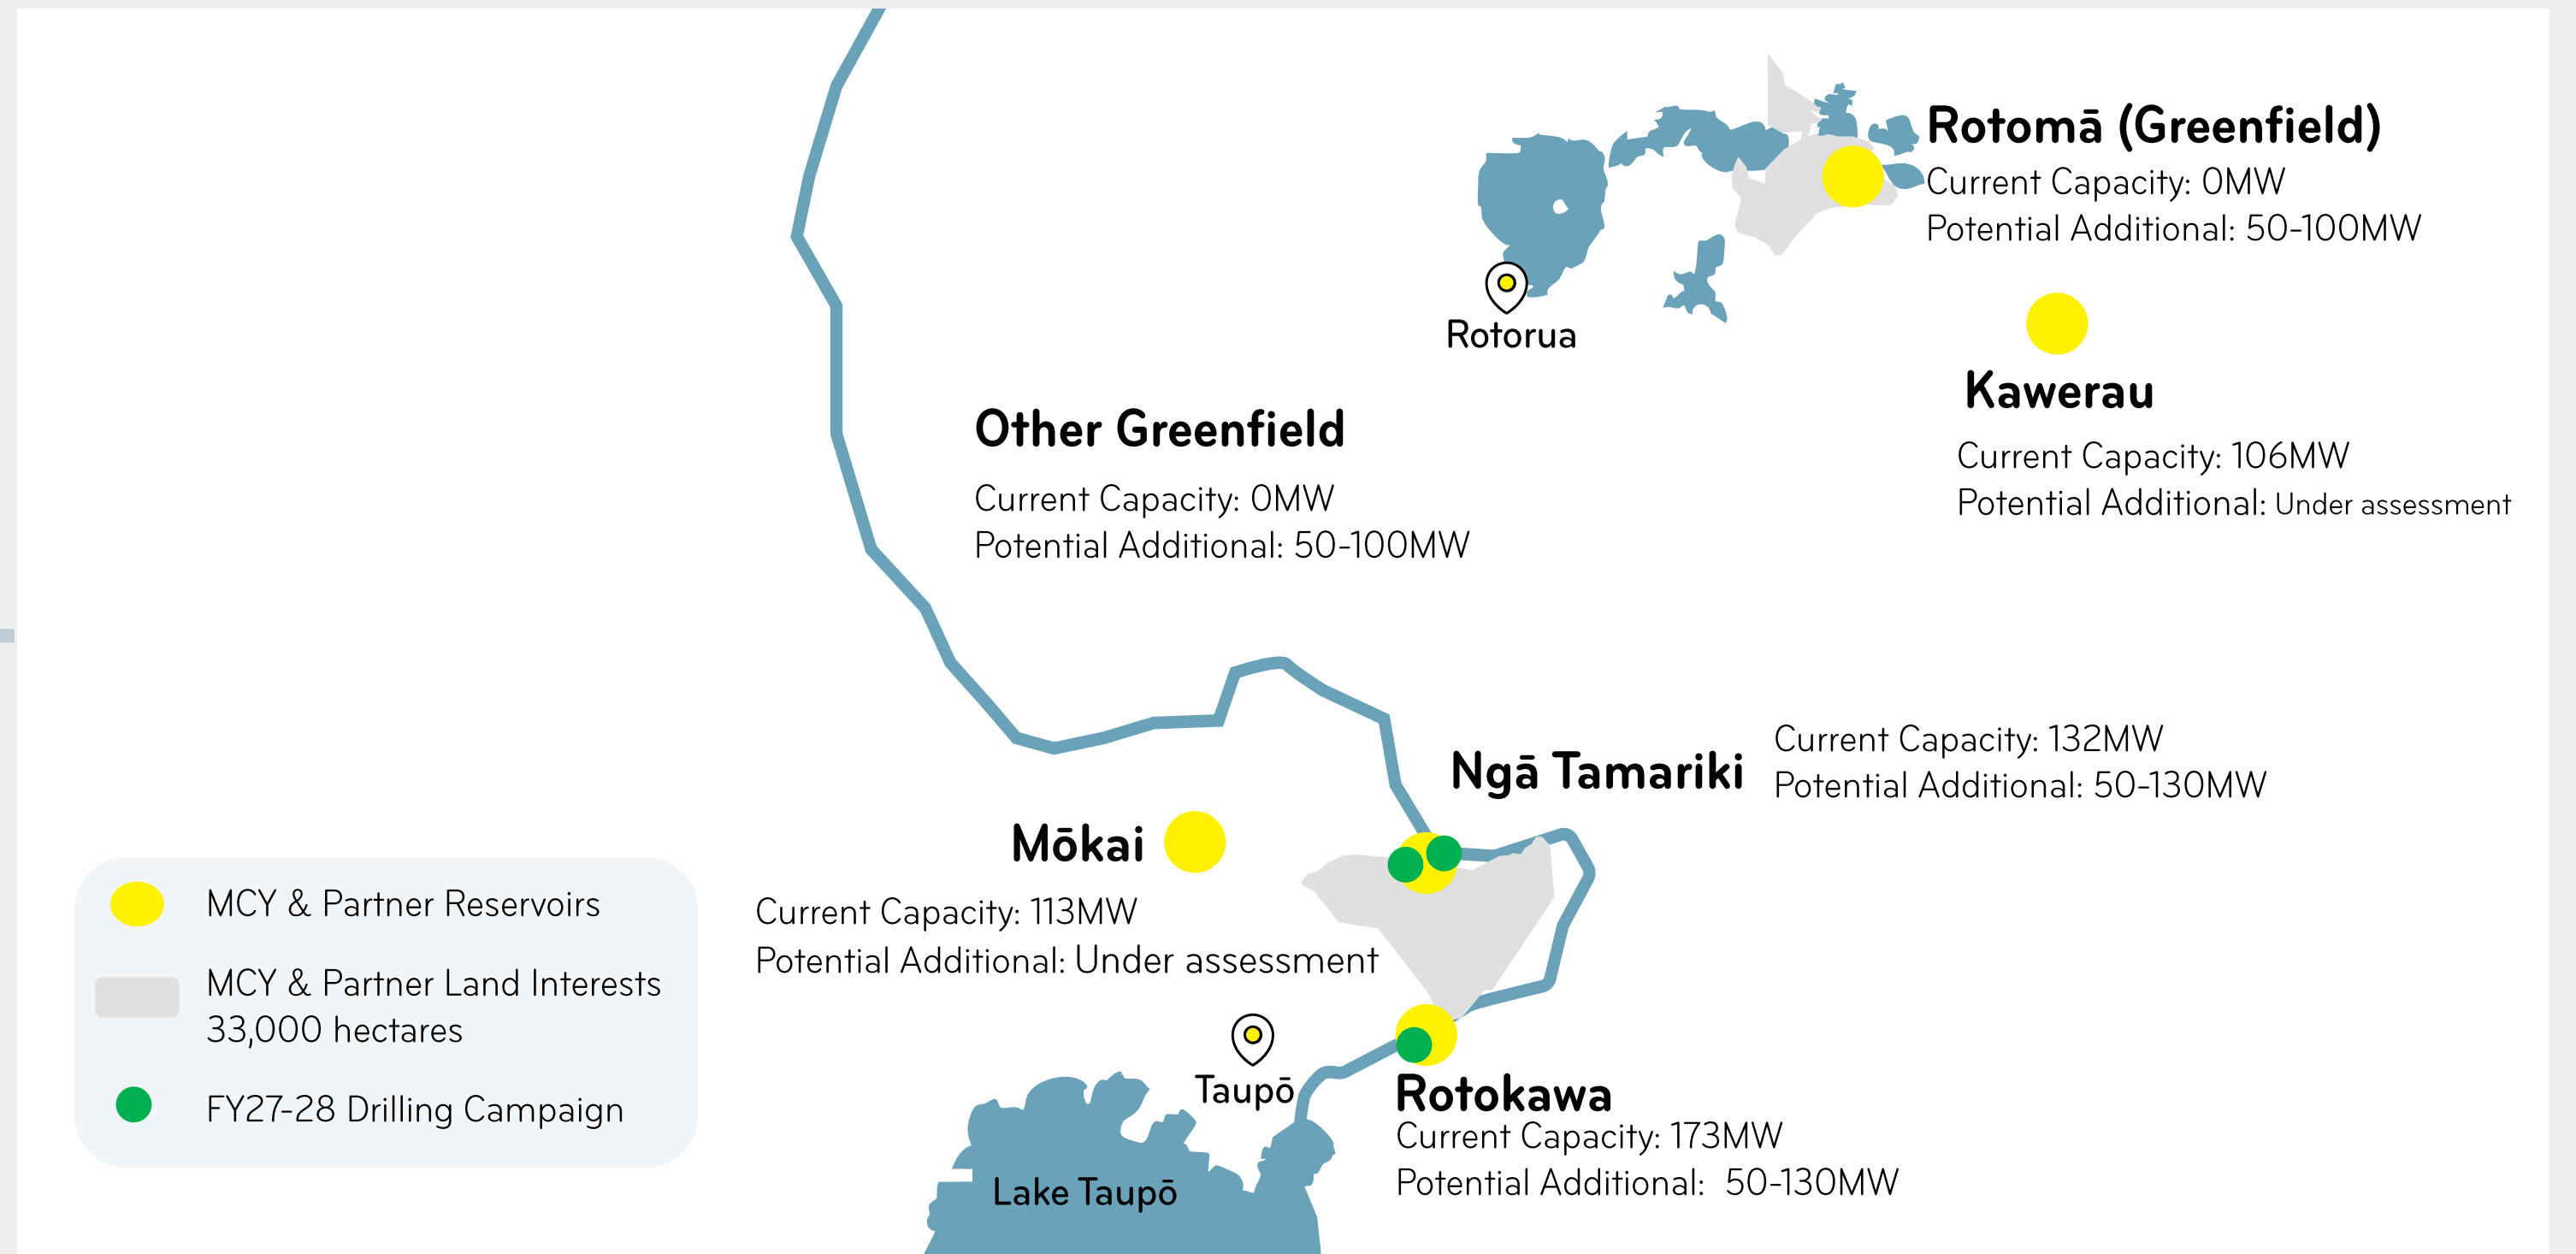 Rotomā (Greenfield)
Current Capacity: 0MW
Potential Additional: 50-100MW
Rotorua
Kawerau
Current Capacity: 106MW
Potential Additional: Under assessment
Other Greenfield
Current Capacity: 0MW
Potential Additional: 50-100MW
Ngā Tamariki
Current Capacity: 132MW
Potential Additional: 50-130MW
Mōkai
Current Capacity: 113MW
Potential Additional: Under assessment
MCY & Partner Reservoirs
MCY & Partner Land Interests
33,000 hectares
FY27-28 Drilling Campaign
Taupō
Rotokawa
Current Capacity: 173MW
Potential Additional: 50-130MW
Lake Taupō